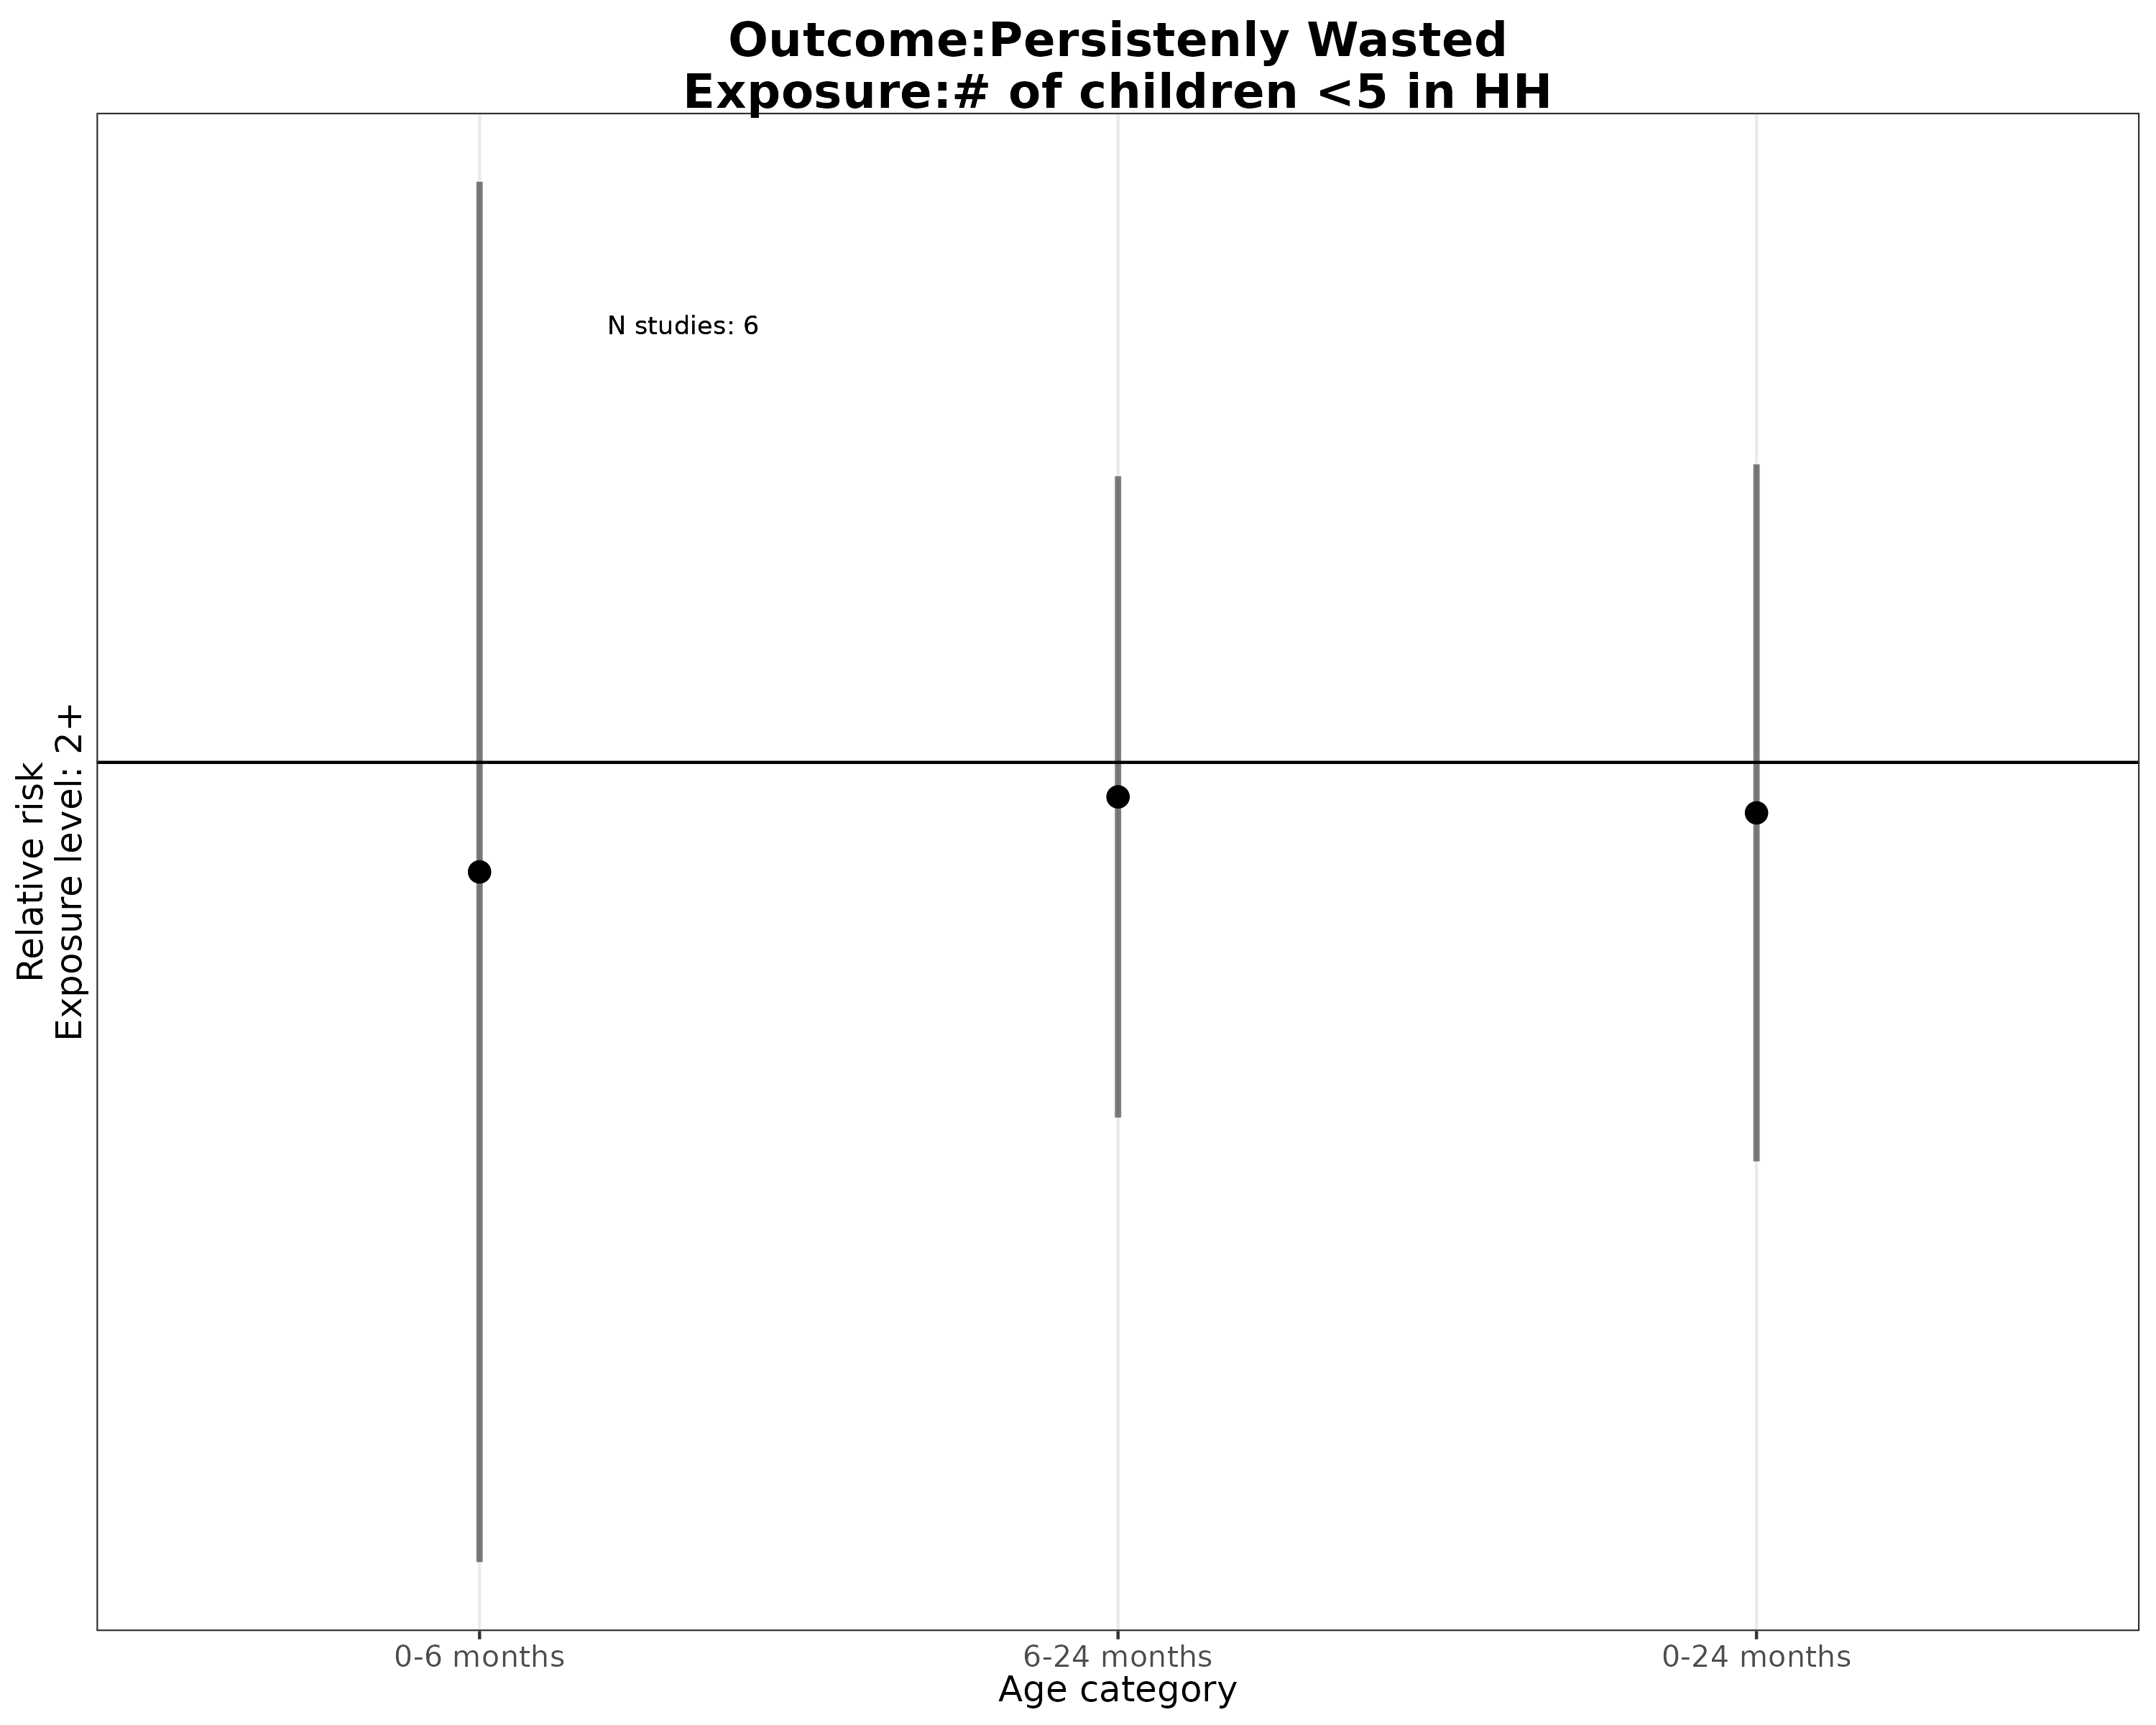 Outcome:Persistenly Wasted
Exposure:# of children <5 in HH
N studies: 6
Relative risk
Exposure level: 2+
0-6 months
6-24 months
0-24 months
Age category